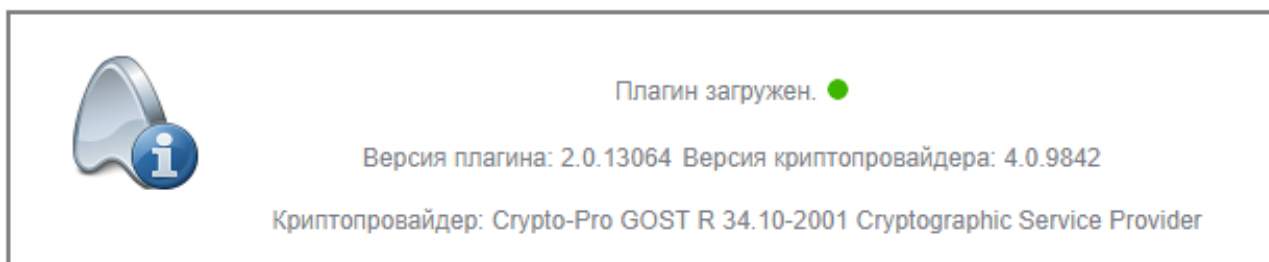 Плагин загружен.
Версия плагина: 2.0.13064 Версия криптопровайдера: 4.0.9842
Криптопровайдер: Crypto-Pro GOST R 34.10-2001 Cryptographic Service Provider